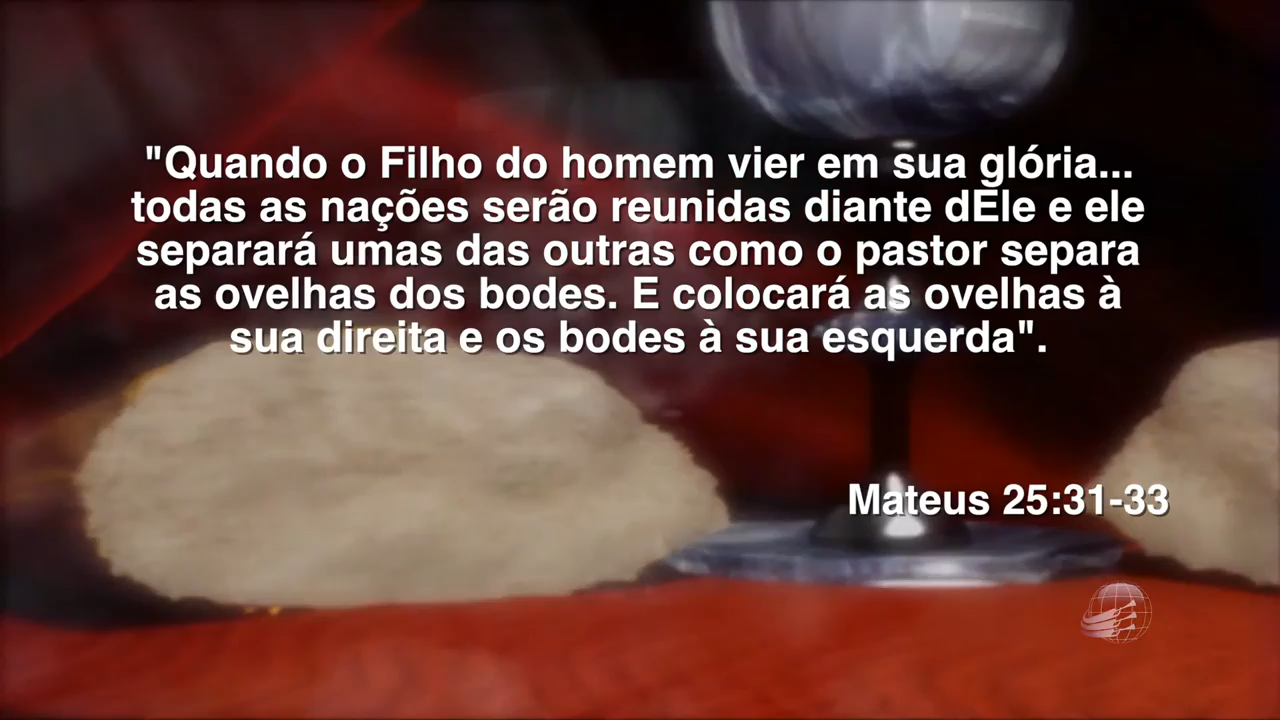 "Quando o Filho do homem vier em sua glória...
todas as nações serão reunidas diante dEle e ele
separará umas das outras como o pastor separa
as ovelhas dos bodes. E colocará as ovelhas à
sua direita e os bodes à sua esquerda".
Mateus 25:31-33